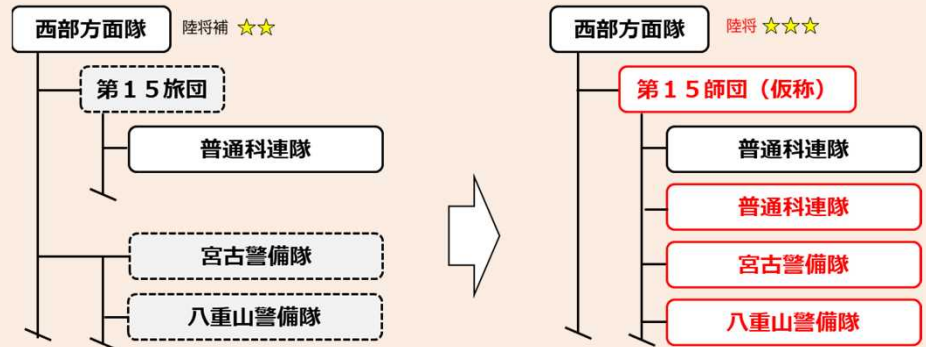 西部方面隊
陸将補 ☆☆
第１５旅団
普通科連隊
宮古警備隊
八重山警備隊
西部方面隊
陸将 ☆☆☆
第１５師団（仮称）
普通科連隊
普通科連隊
宮古警備隊
八重山警備隊